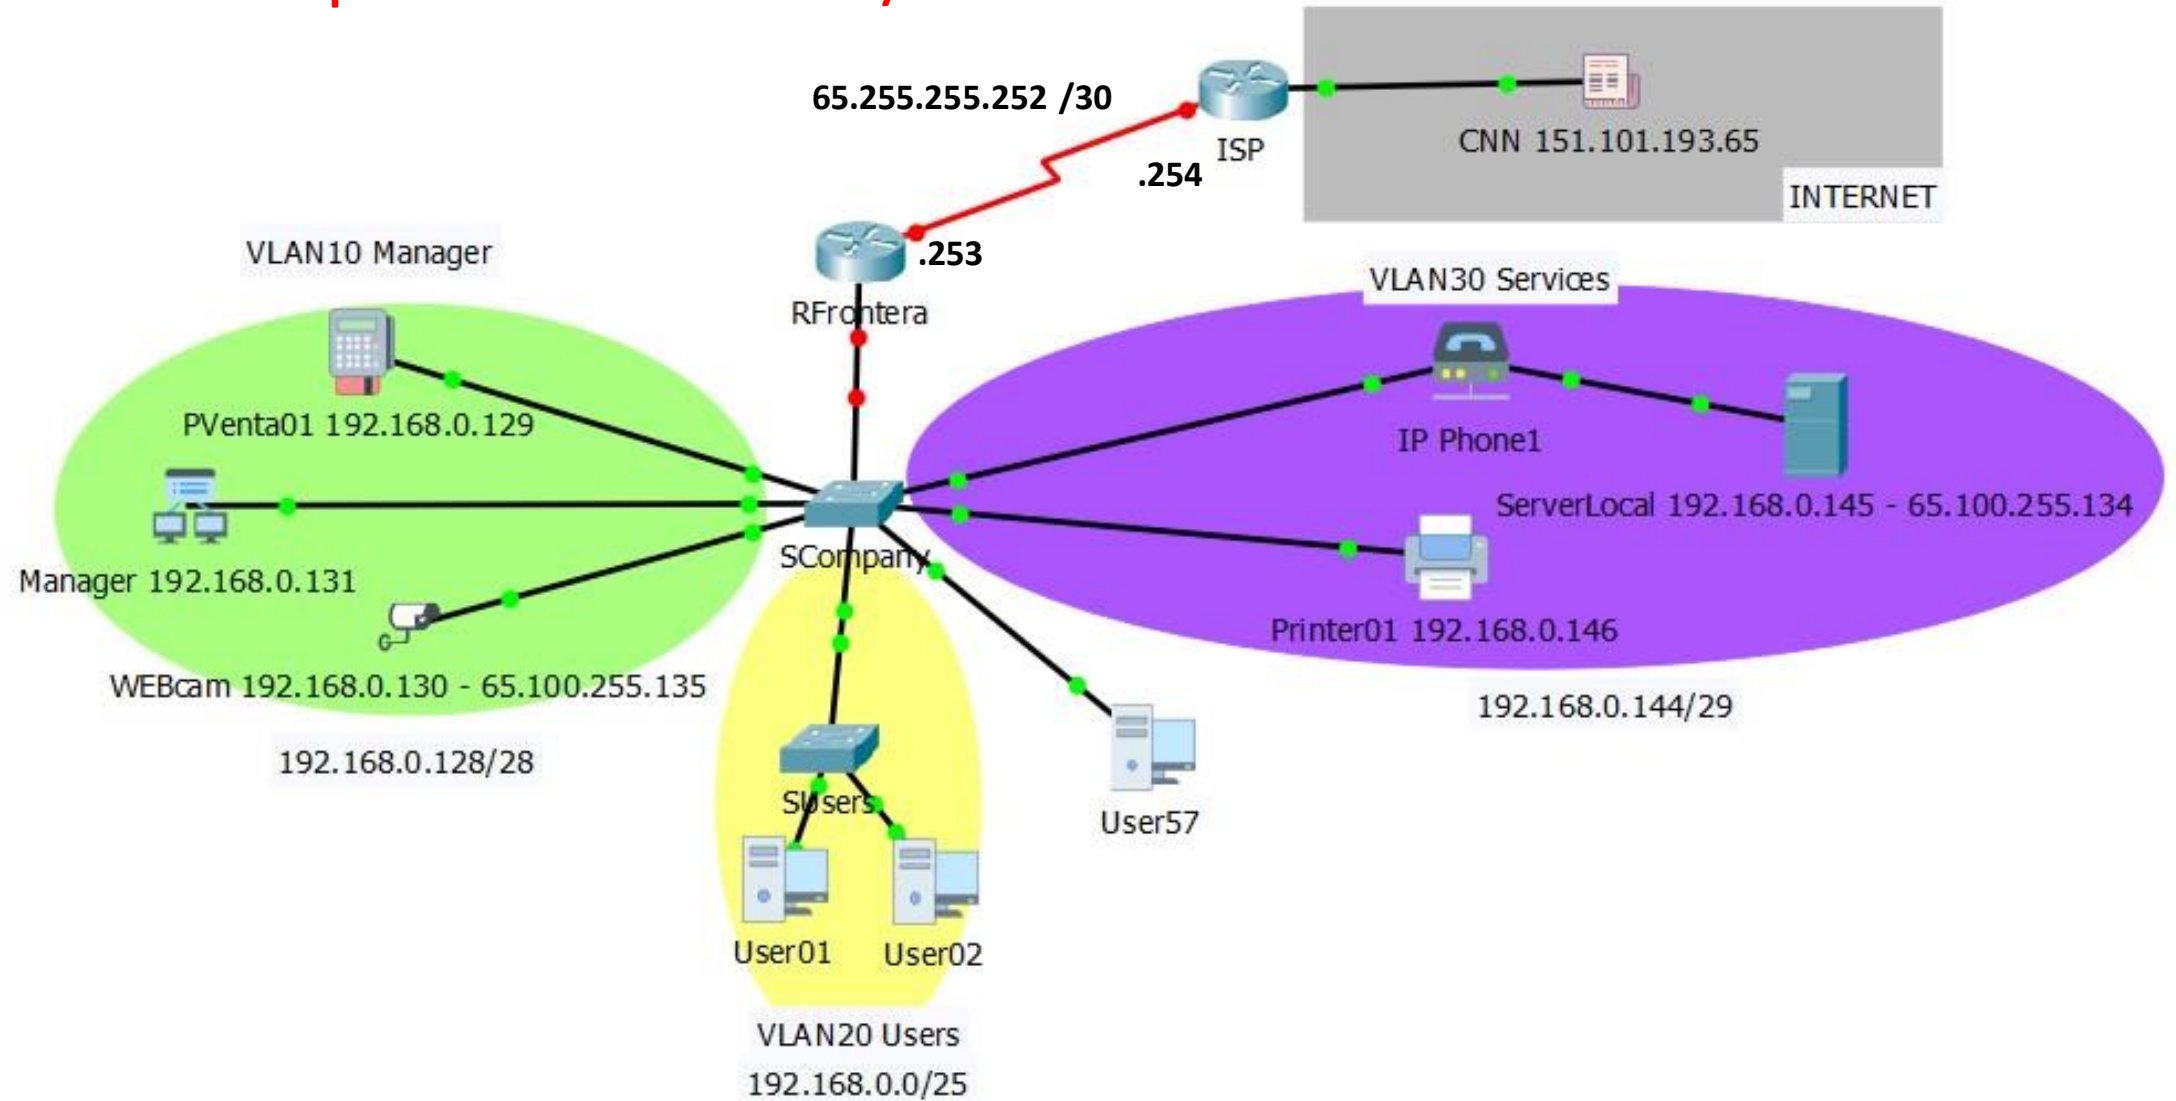 65.255.255.252 /30
ISP
CNN 151.101.193.65
.254
INTERNET
.253
VLAN10 Manager
VLAN30 Services
RFrontera
PVenta01 192.168.0.129
IP Phone1
ServerLocal 192.168.0.145 - 65.100.255.134
SCompany
Manager 192.168.0.131
Printer01 192.168.0.146
WEBcam 192.168.0.130 - 65.100.255.135
192.168.0.144/29
192.168.0.128/28
SUsers
User57
User01
User02
VLAN20 Users
192.168.0.0/25